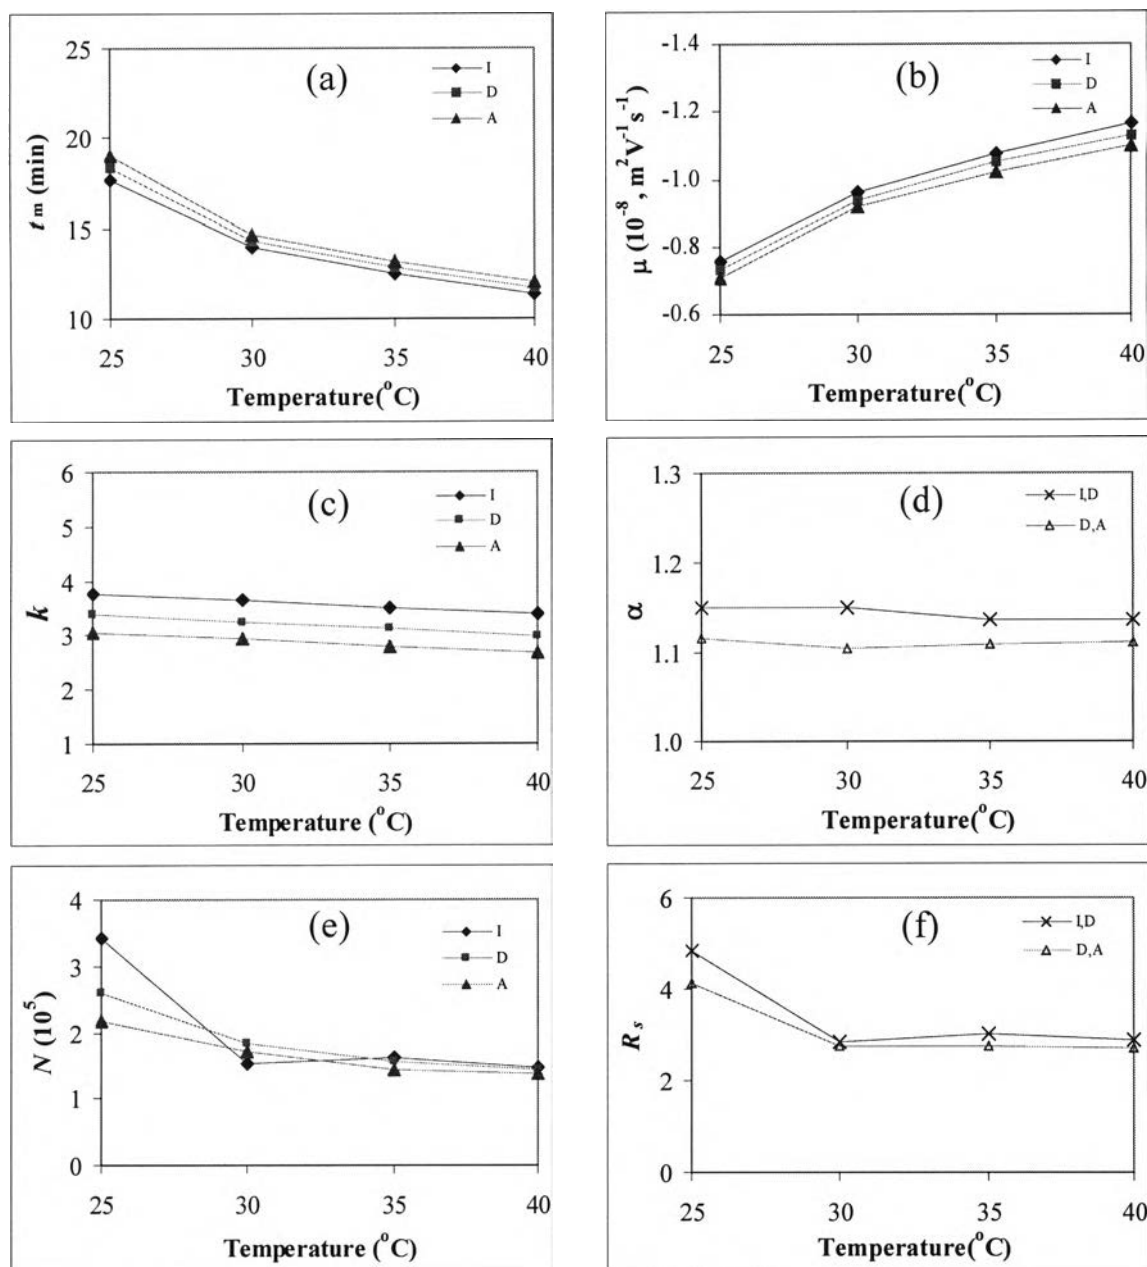 25
(a)
I
D
A
20
15
10
t m (min)
25 30 35 40
Temperature(°C)
-1.4
(b)
I
D
A
-1.2
-1.0
-0.8
-0.6
μ (10⁻⁸, m²V⁻¹s⁻¹)
25 30 35 40
Temperature(°C)
6
(c)
I
D
A
5
4
3
2
1
k
25 30 35 40
Temperature (°C)
1.3
(d)
I,D
D,A
1.2
1.1
1.0
α
25 30 35 40
Temperature(°C)
4
(e)
I
D
A
3
2
1
0
N (10⁵)
25 30 35 40
Temperature (°C)
6
(f)
I,D
D,A
4
2
0
R s
25 30 35 40
Temperature(°C)